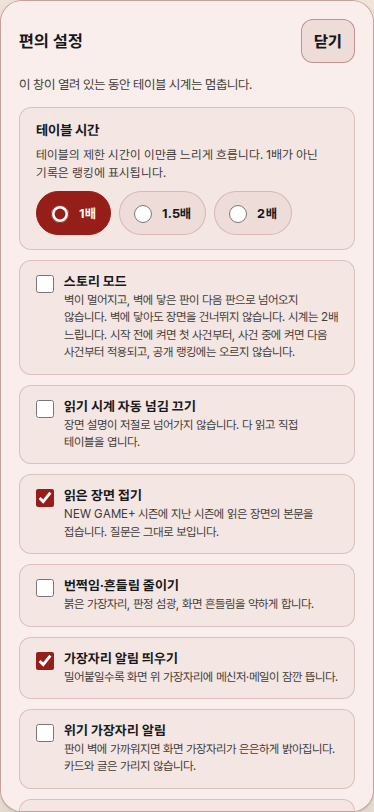 편의 설정
닫기
이 창이 열려 있는 동안 테이블 시계는 멈춥니다.
테이블 시간
테이블의 제한 시간이 이만큼 느리게 흐릅니다. 1배가 아닌
기록은 랭킹에 표시됩니다.
1배
1.5배
2배
스토리 모드
벽이 멀어지고, 벽에 닿은 판이 다음 판으로 넘어오지
않습니다. 벽에 닿아도 장면을 건너뛰지 않습니다. 시계는 2배
느립니다. 시작 전에 켜면 첫 사건부터, 사건 중에 켜면 다음
사건부터 적용되고, 공개 랭킹에는 오르지 않습니다.
읽기 시계 자동 넘김 끄기
장면 설명이 저절로 넘어가지 않습니다. 다 읽고 직접
테이블을 엽니다.
읽은 장면 접기
NEW GAME+ 시즌에 지난 시즌에 읽은 장면의 본문을
접습니다. 질문은 그대로 보입니다.
번쩍임·흔들림 줄이기
붉은 가장자리, 판정 섬광, 화면 흔들림을 약하게 합니다.
가장자리 알림 띄우기
밀어붙일수록 화면 위 가장자리에 메신저·메일이 잠깐 뜹니다.
위기 가장자리 알림
판이 벽에 가까워지면 화면 가장자리가 은은하게 밝아집니다.
카드와 글은 가리지 않습니다.